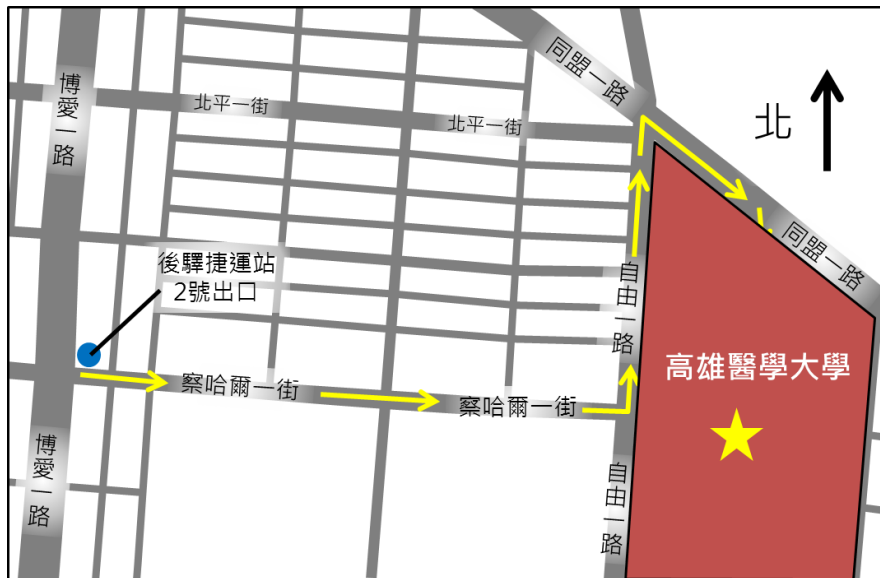 同盟一路
北
博愛一路
北平一街
北平一街
同盟一路
後驛捷運站
2號出口
自由一路
高雄醫學大學
察哈爾一街
察哈爾一街
博愛一路
自由一路